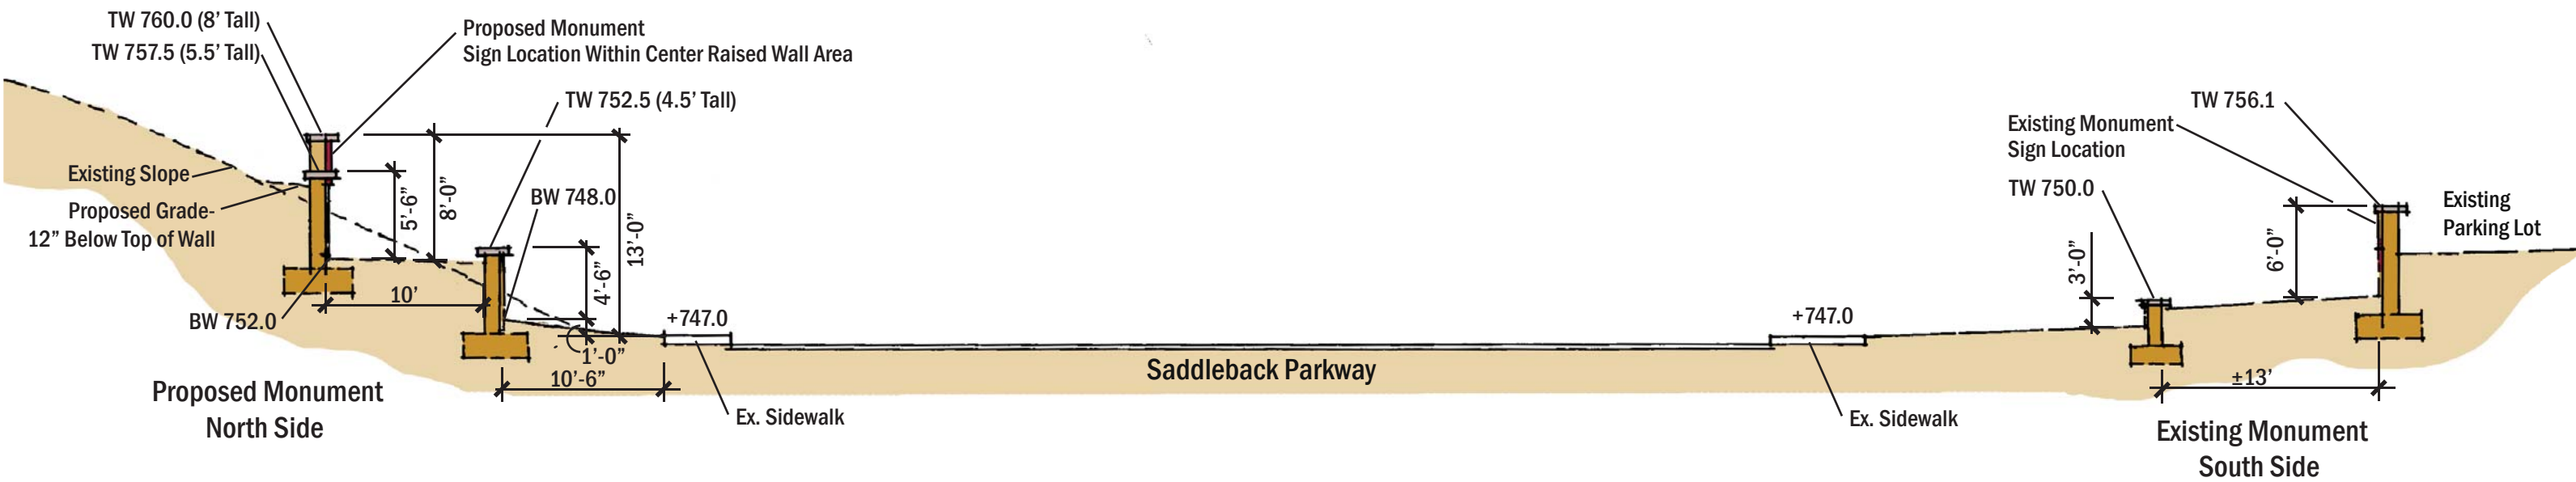 TW 760.0 (8’ Tall)
TW 757.5 (5.5’ Tall)
Proposed Monument
Sign Location Within Center Raised Wall Area
TW 752.5 (4.5’ Tall)
Existing Slope
Proposed Grade-
12” Below Top of Wall
BW 752.0
5’-6”
8’-0”
10’
BW 748.0
4’-6”
13’-0”
1’-0”
10’-6”
+747.0
Ex. Sidewalk
Proposed Monument
North Side
Saddleback Parkway
+747.0
Ex. Sidewalk
TW 756.1
Existing Monument
Sign Location
TW 750.0
3’-0”
6’-0”
Existing
Parking Lot
±13’
Existing Monument
South Side